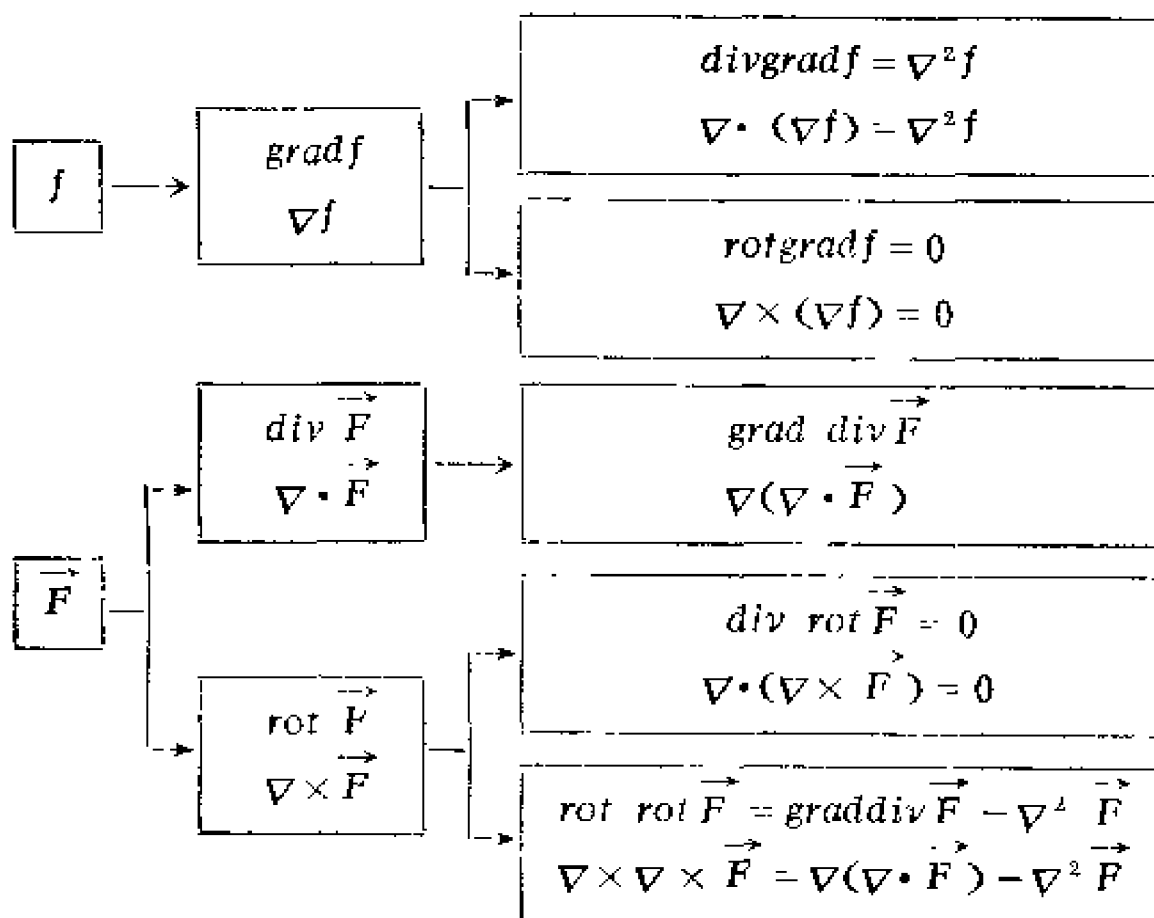 f
grad f
∇f
div grad f = ∇²f
∇·(∇f) = ∇²f
rot grad f = 0
∇×(∇f) = 0
F⃗
div F⃗
∇·F⃗
grad div F⃗
∇(∇·F⃗)
rot F⃗
∇×F⃗
div rot F⃗ = 0
∇·(∇×F⃗) = 0
rot rot F⃗ = grad div F⃗ − ∇² F⃗
∇×∇×F⃗ = ∇(∇·F⃗) − ∇² F⃗